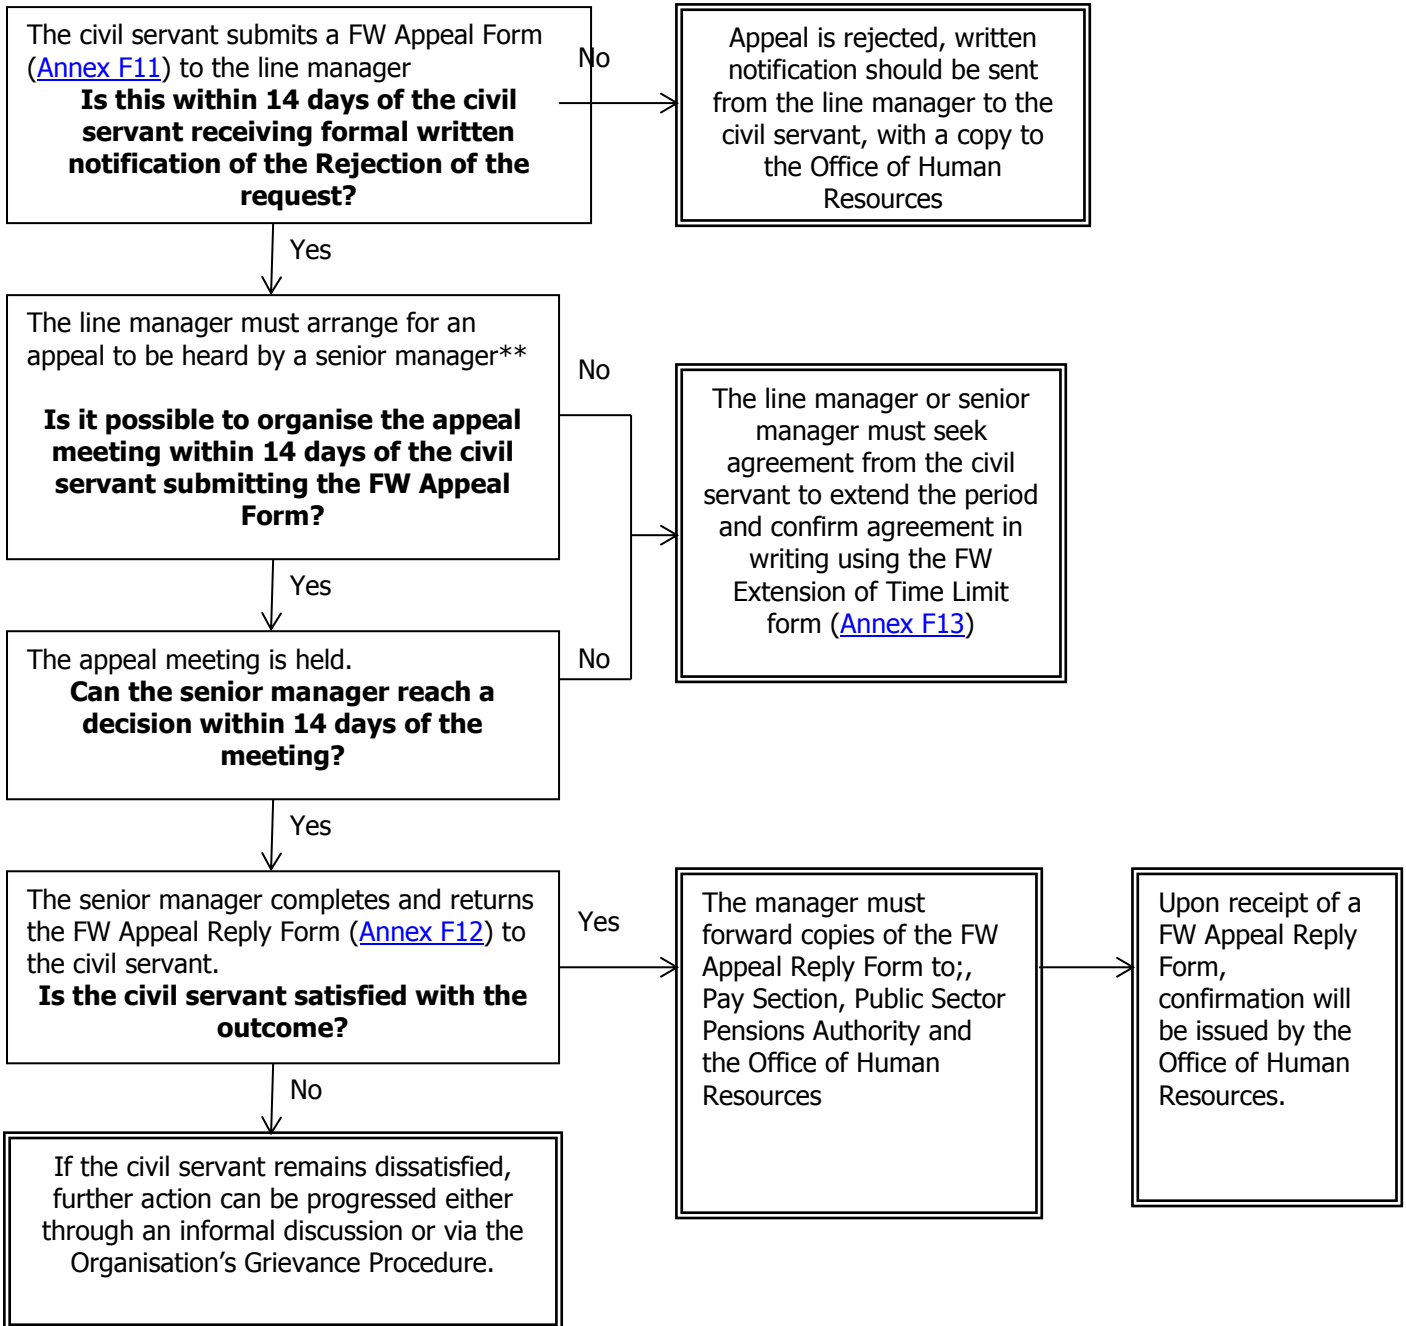 The civil servant submits a FW Appeal Form
(Annex F11) to the line manager
Is this within 14 days of the civil
servant receiving formal written
notification of the Rejection of the
request?
No
Appeal is rejected, written
notification should be sent
from the line manager to the
civil servant, with a copy to
the Office of Human
Resources
Yes
The line manager must arrange for an
appeal to be heard by a senior manager**
Is it possible to organise the appeal
meeting within 14 days of the civil
servant submitting the FW Appeal
Form?
No
The line manager or senior
manager must seek
agreement from the civil
servant to extend the period
and confirm agreement in
writing using the FW
Extension of Time Limit
form (Annex F13)
Yes
The appeal meeting is held.
Can the senior manager reach a
decision within 14 days of the
meeting?
No
Yes
The senior manager completes and returns
the FW Appeal Reply Form (Annex F12) to
the civil servant.
Is the civil servant satisfied with the
outcome?
Yes
The manager must
forward copies of the FW
Appeal Reply Form to;,
Pay Section, Public Sector
Pensions Authority and
the Office of Human
Resources
Upon receipt of a
FW Appeal Reply
Form,
confirmation will
be issued by the
Office of Human
Resources.
No
If the civil servant remains dissatisfied,
further action can be progressed either
through an informal discussion or via the
Organisation’s Grievance Procedure.